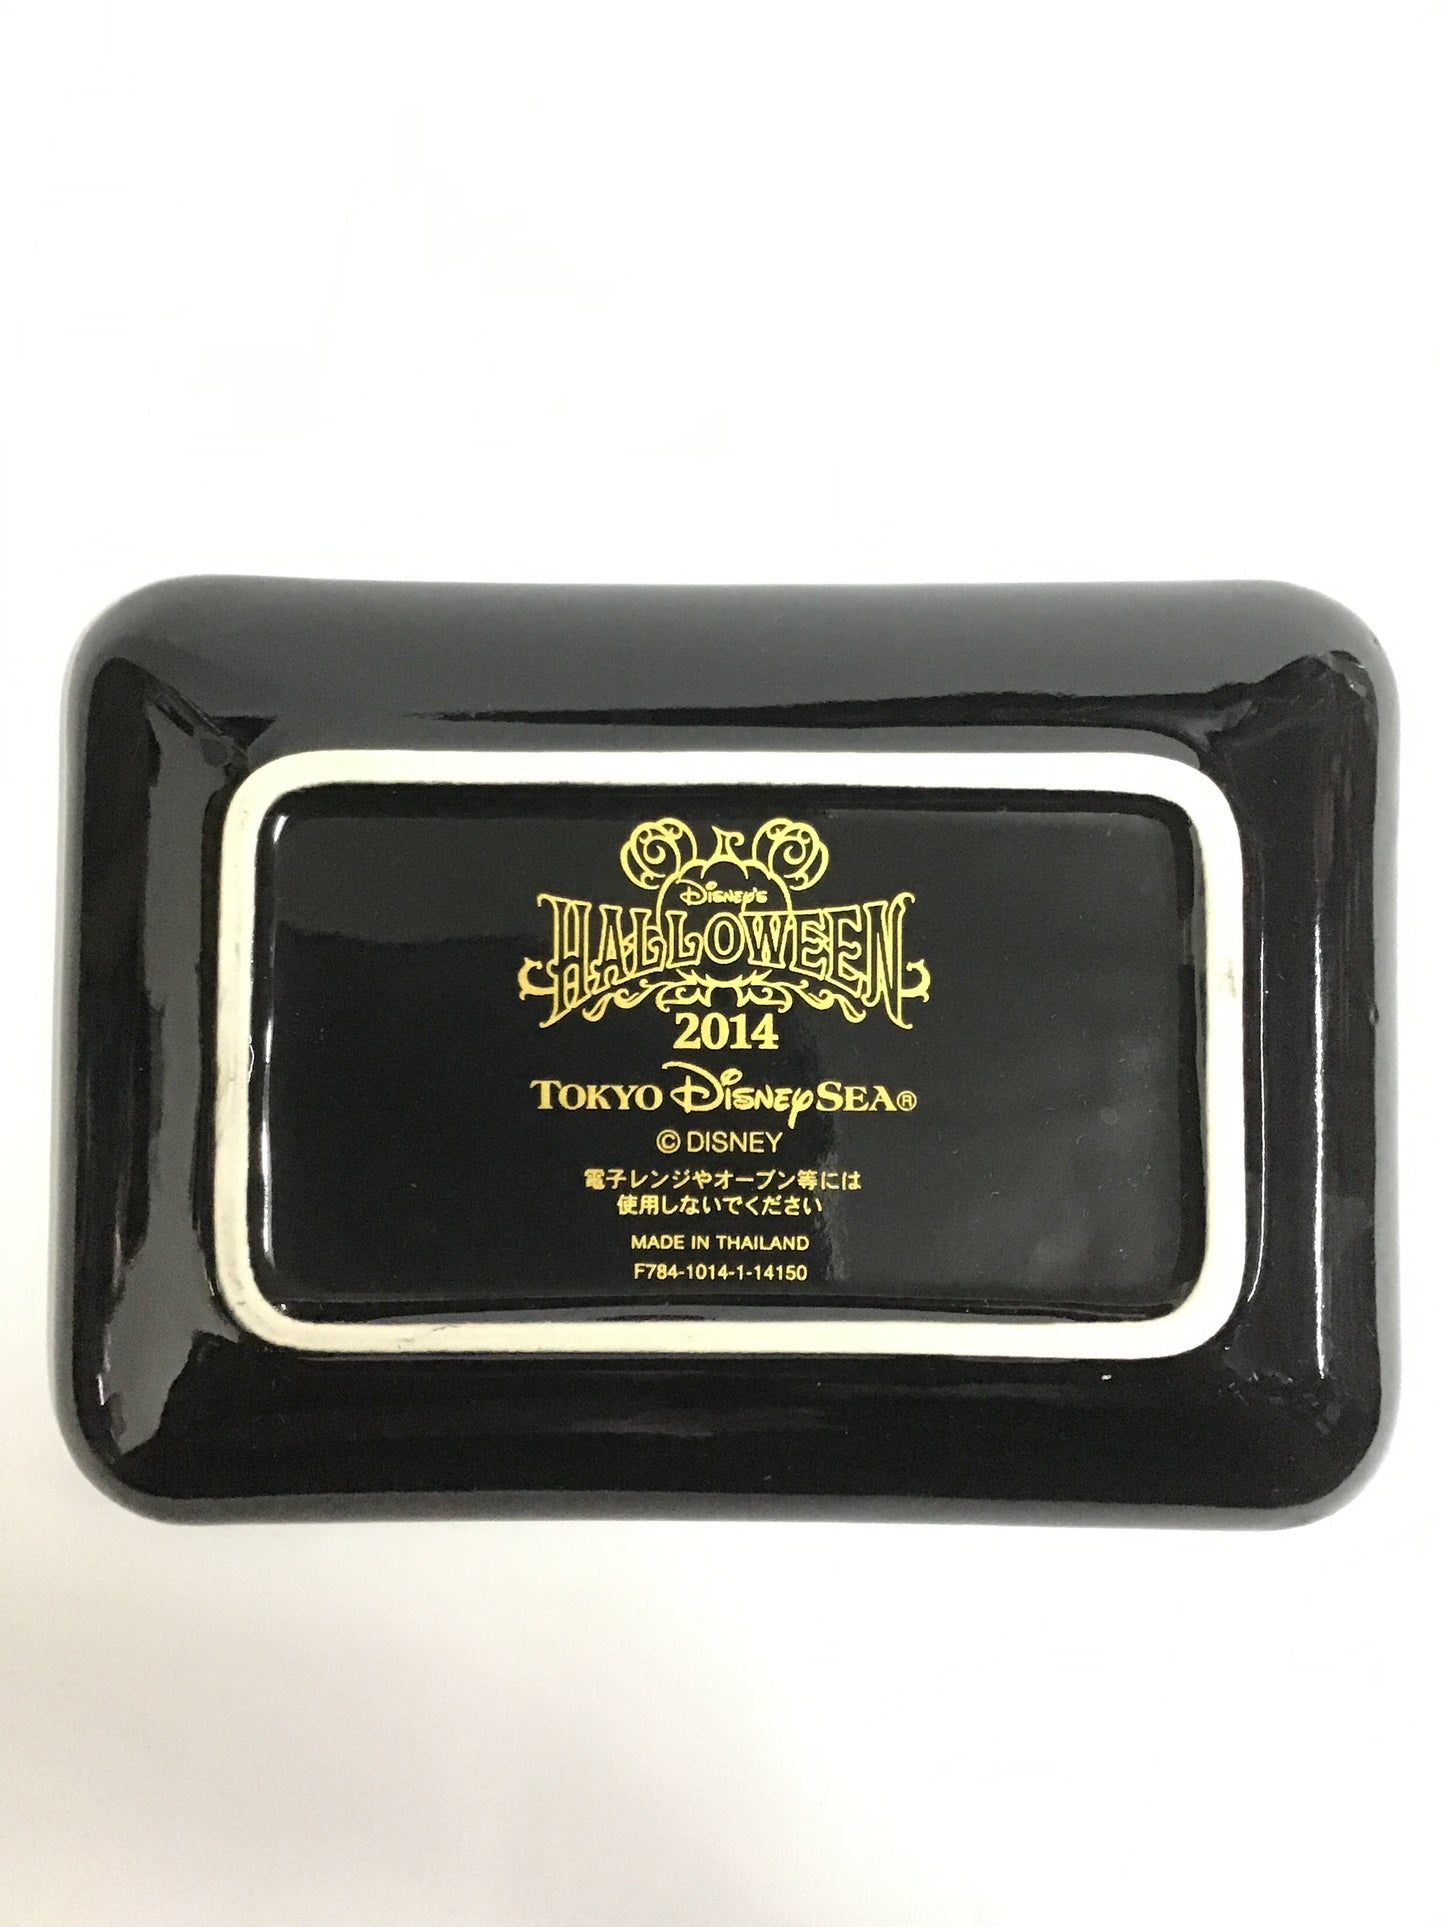 Disney's
HALLOWEEN
2014
TOKYO DISNEYSEA®
© DISNEY
電子レンジやオーブン等には
使用しないでください
MADE IN THAILAND
F784-1014-1-14150